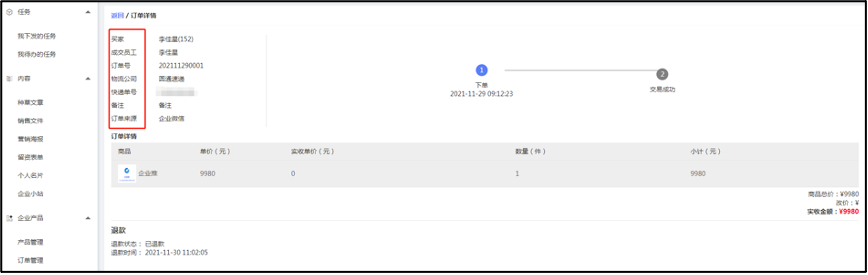 任务
我下发的任务
我待办的任务
内容
种草文章
销售文件
营销海报
留资表单
个人名片
企业小站
企业产品
产品管理
订单管理
返回 / 订单详情
买家 李佳星(152)
成交员工 李佳星
订单号 202111290001
物流公司 圆通速递
快递单号
备注 备注
订单来源 企业微信
1
下单
2021-11-29 09:12:23
2
交易成功
订单详情
商品 单价（元） 实收单价（元） 数量（件） 小计（元）
企业熊 9980 0 1 9980
商品总价：¥9980
改价：¥
实收金额：¥9980
退款
退款状态： 已退款
退款时间： 2021-11-30 11:02:05